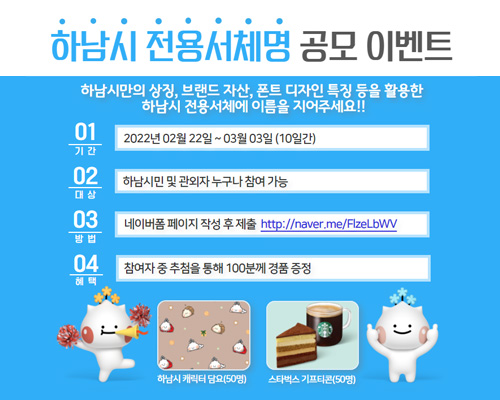 하남시 전용서체명 공모 이벤트
하남시만의 상징, 브랜드 자산, 폰트 디자인 특징 등을 활용한
하남시 전용서체에 이름을 지어주세요!!
01
기간
2022년 02월 22일 ~ 03월 03일 (10일간)
02
대상
하남시민 및 관외자 누구나 참여 가능
03
방법
네이버폼 페이지 작성 후 제출 http://naver.me/FlzeLbWV
04
혜택
참여자 중 추첨을 통해 100분께 경품 증정
하남시 캐릭터 담요(50명)
스타벅스 기프티콘(50명)